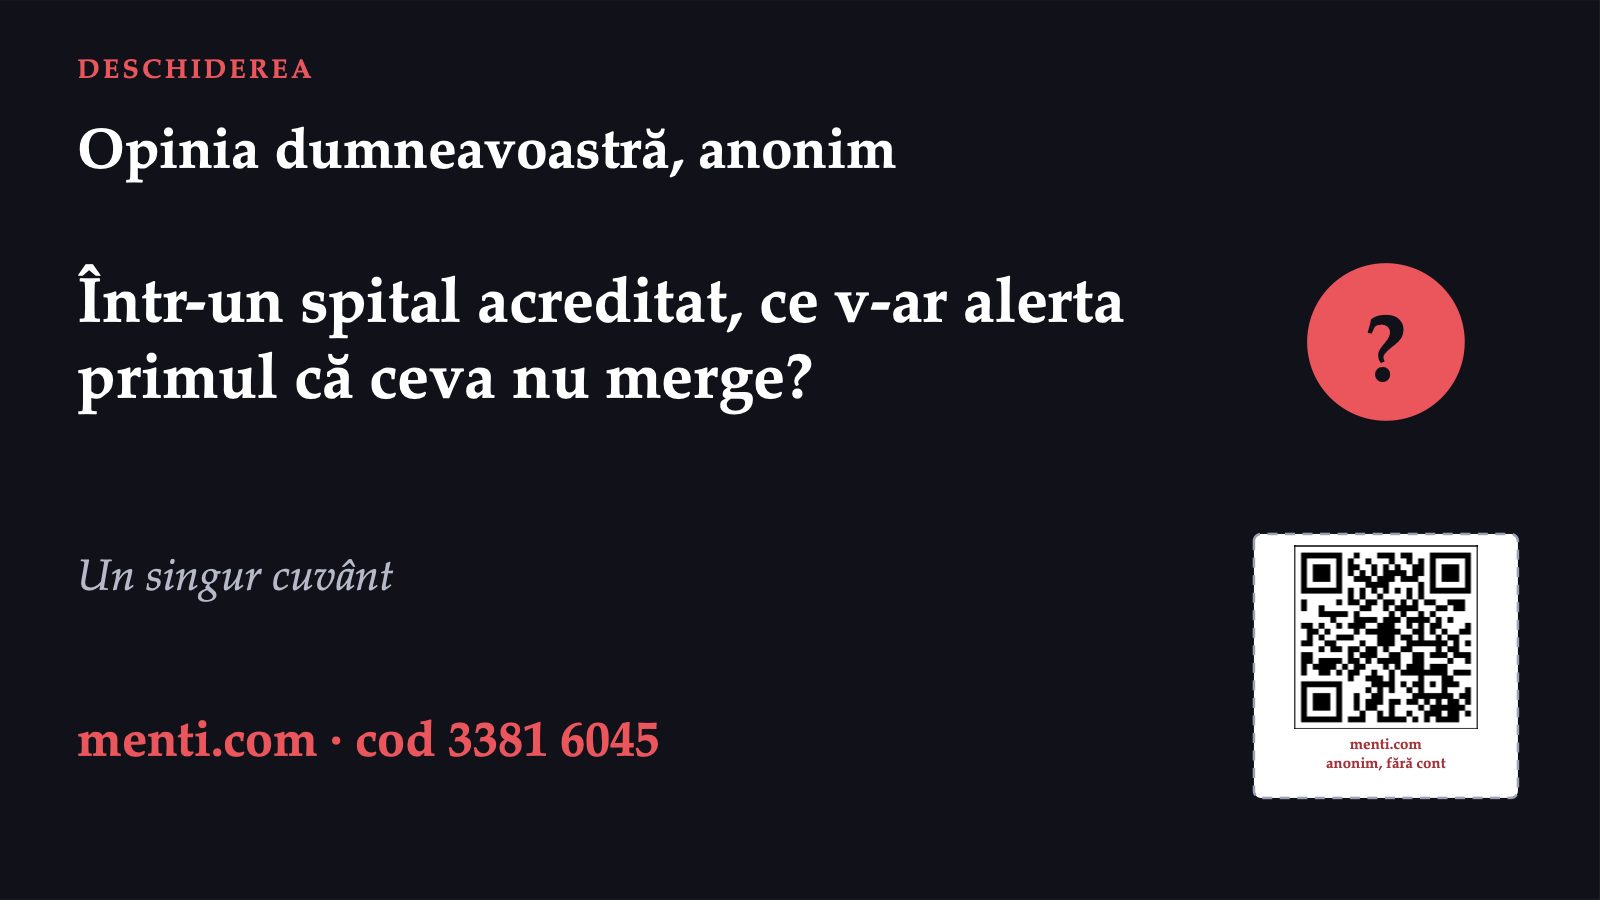 DESCHIDEREA
Opinia dumneavoastră, anonim
Într-un spital acreditat, ce v-ar alerta
primul că ceva nu merge?
?
Un singur cuvânt
menti.com · cod 3381 6045
menti.com
anonim, fără cont